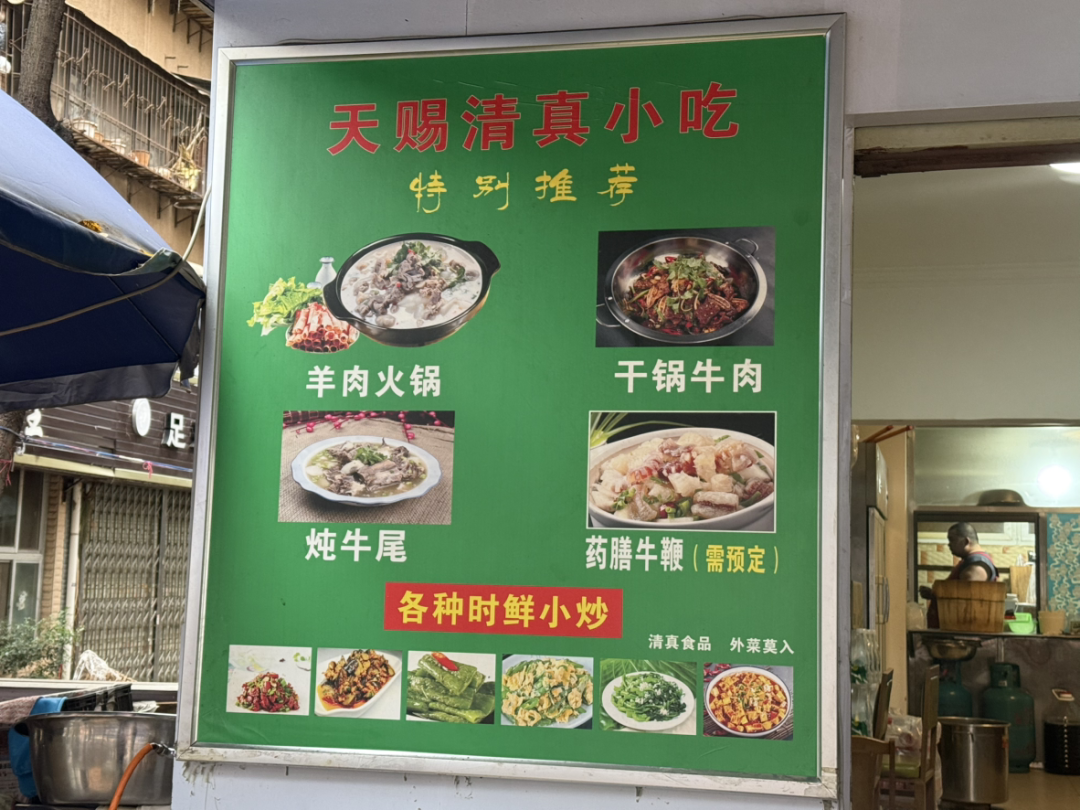 天赐清真小吃
特别推荐
羊肉火锅
干锅牛肉
炖牛尾
药膳牛鞭（需预定）
各种时鲜小炒
清真食品 外菜莫入
足